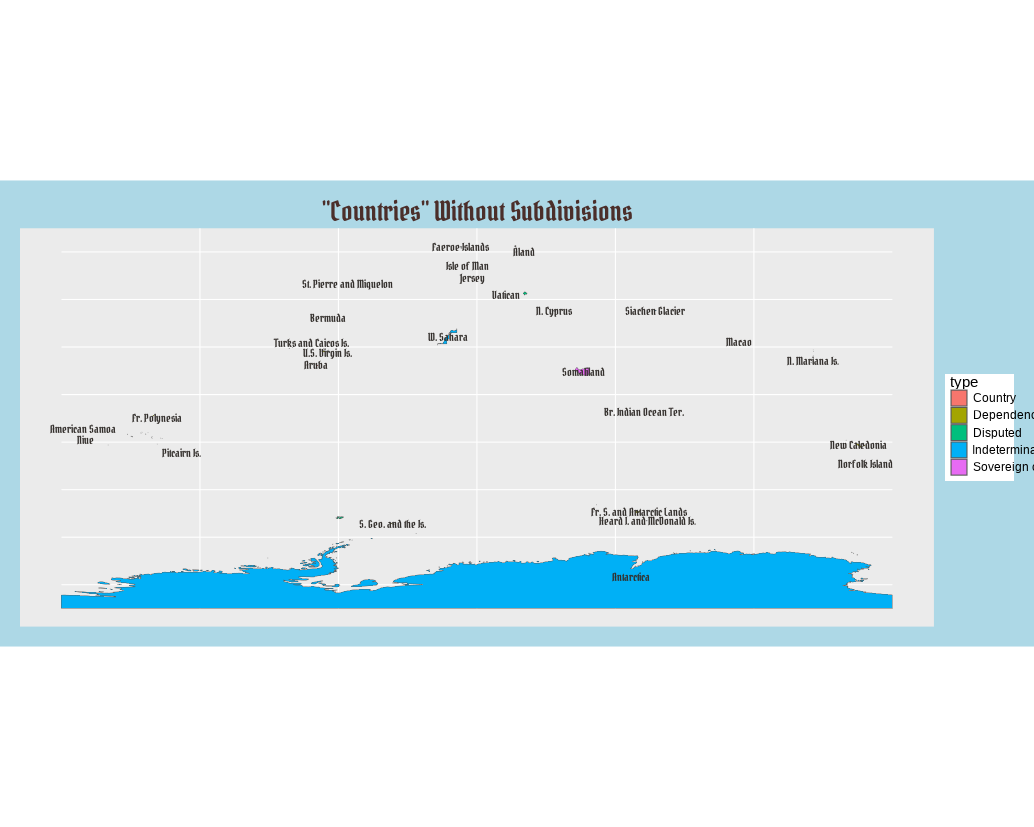 "Countries" Without Subdivisions
Faeroe Islands
Åland
Isle of Man
Jersey
St. Pierre and Miquelon
Vatican
N. Cyprus
Siachen Glacier
Bermuda
W. Sahara
Turks and Caicos Is.
U.S. Virgin Is.
Aruba
Macao
N. Mariana Is.
Somaliland
Br. Indian Ocean Ter.
Fr. Polynesia
American Samoa
Niue
Pitcairn Is.
New Caledonia
Norfolk Island
S. Geo. and the Is.
Fr. S. and Antarctic Lands
Heard I. and McDonald Is.
Antarctica
type
Country
Dependenc
Disputed
Indetermina
Sovereign c